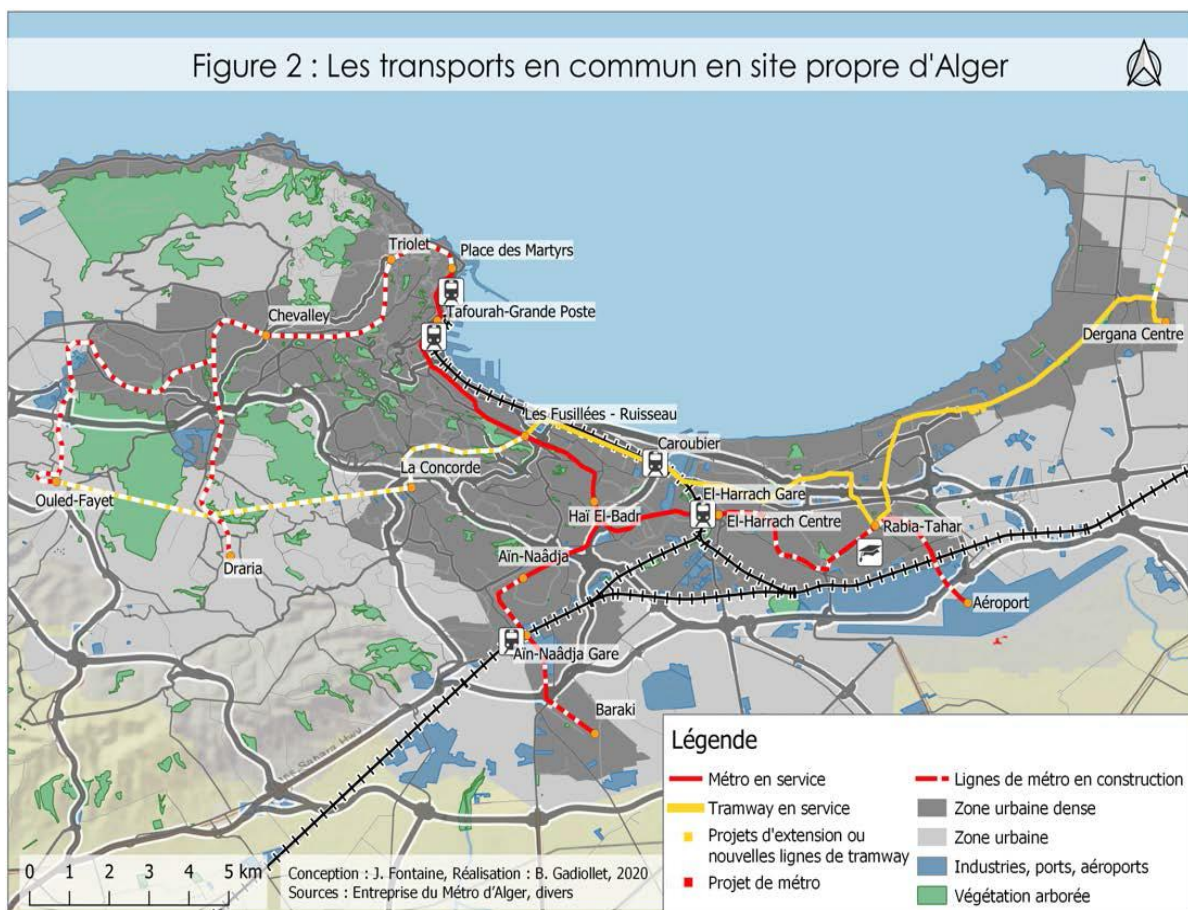 Figure 2 : Les transports en commun en site propre d'Alger
Triolet
Place des Martyrs
Tafourah-Grande Poste
Chevalley
Dergana Centre
Les Fusillées - Ruisseau
Caroubier
La Concorde
Ouled-Fayet
El-Harrach Gare
Haï El-Badr
El-Harrach Centre
Rabia-Tahar
Aïn-Naâdja
Draria
Aéroport
Aïn-Naâdja Gare
Baraki
Sahara Hwy
Légende
Métro en service
Tramway en service
Projets d'extension ou
nouvelles lignes de tramway
Projet de métro
Lignes de métro en construction
Zone urbaine dense
Zone urbaine
Industries, ports, aéroports
Végétation arborée
0 1 2 3 4 5 km
Conception : J. Fontaine, Réalisation : B. Gadiollet, 2020
Sources : Entreprise du Métro d'Alger, divers